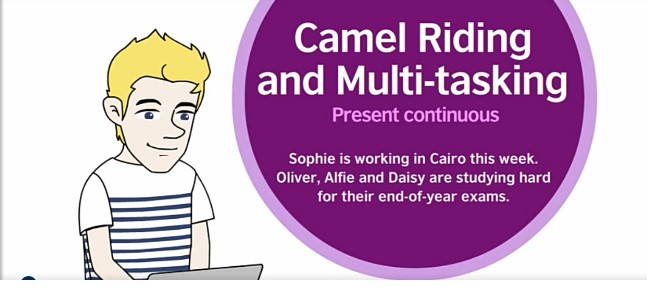 Camel Riding
and Multi-tasking
Present continuous
Sophie is working in Cairo this week.
Oliver, Alfie and Daisy are studying hard
for their end-of-year exams.